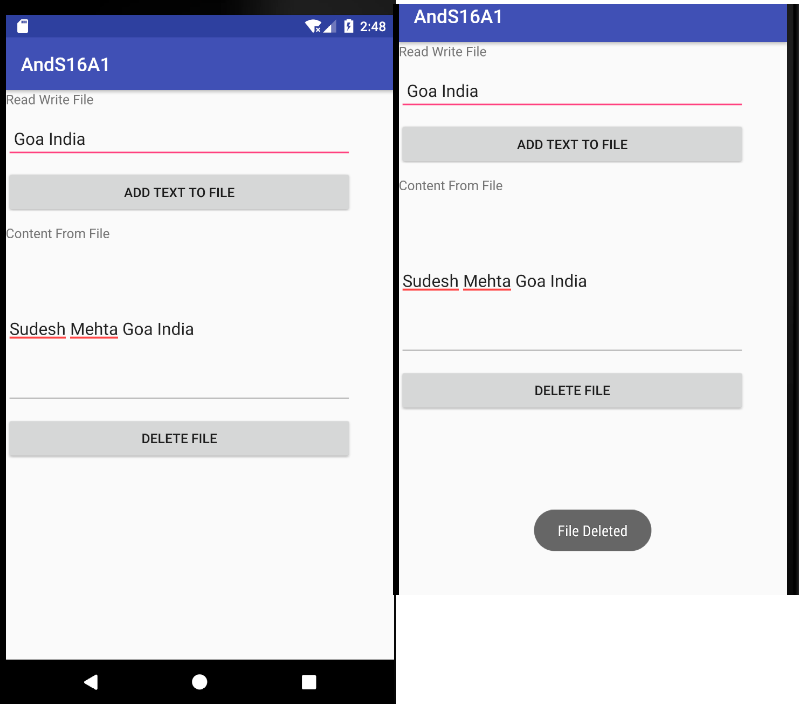 2:48
AndS16A1
Read Write File
Goa India
ADD TEXT TO FILE
Content From File
Sudesh Mehta Goa India
DELETE FILE
AndS16A1
Read Write File
Goa India
ADD TEXT TO FILE
Content From File
Sudesh Mehta Goa India
DELETE FILE
File Deleted